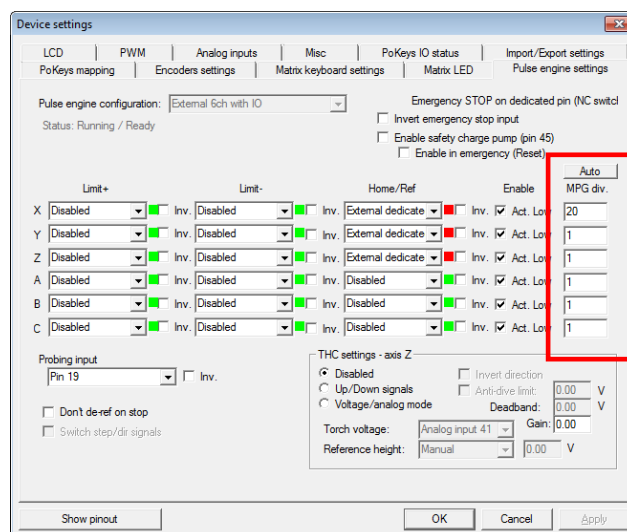 Device settings
LCD PWM Analog inputs Misc PoKeys IO status Import/Export settings
PoKeys mapping Encoders settings Matrix keyboard settings Matrix LED Pulse engine settings
Pulse engine configuration: External 6ch with IO Emergency STOP on dedicated pin (NC switcl
Status: Running / Ready Invert emergency stop input
Enable safety charge pump (pin 45)
Enable in emergency (Reset)
Auto
Limit+ Limit- Home/Ref Enable MPG div.
X Disabled Inv. Disabled Inv. External dedicate Inv. Act. Low 20
Y Disabled Inv. Disabled Inv. External dedicate Inv. Act. Low 1
Z Disabled Inv. Disabled Inv. External dedicate Inv. Act. Low 1
A Disabled Inv. Disabled Inv. Disabled Inv. Act. Low 1
B Disabled Inv. Disabled Inv. Disabled Inv. Act. Low 1
C Disabled Inv. Disabled Inv. Disabled Inv. Act. Low 1
Probing input
Pin 19 Inv.
Don't de-ref on stop
Switch step/dir signals
THC settings - axis Z
Disabled Invert direction
Up/Down signals Anti-dive limit: 0.00 V
Voltage/analog mode Deadband: 0.00 V
Torch voltage: Analog input 41 Gain: 0.00
Reference height: Manual 0.00 V
Show pinout OK Cancel Apply